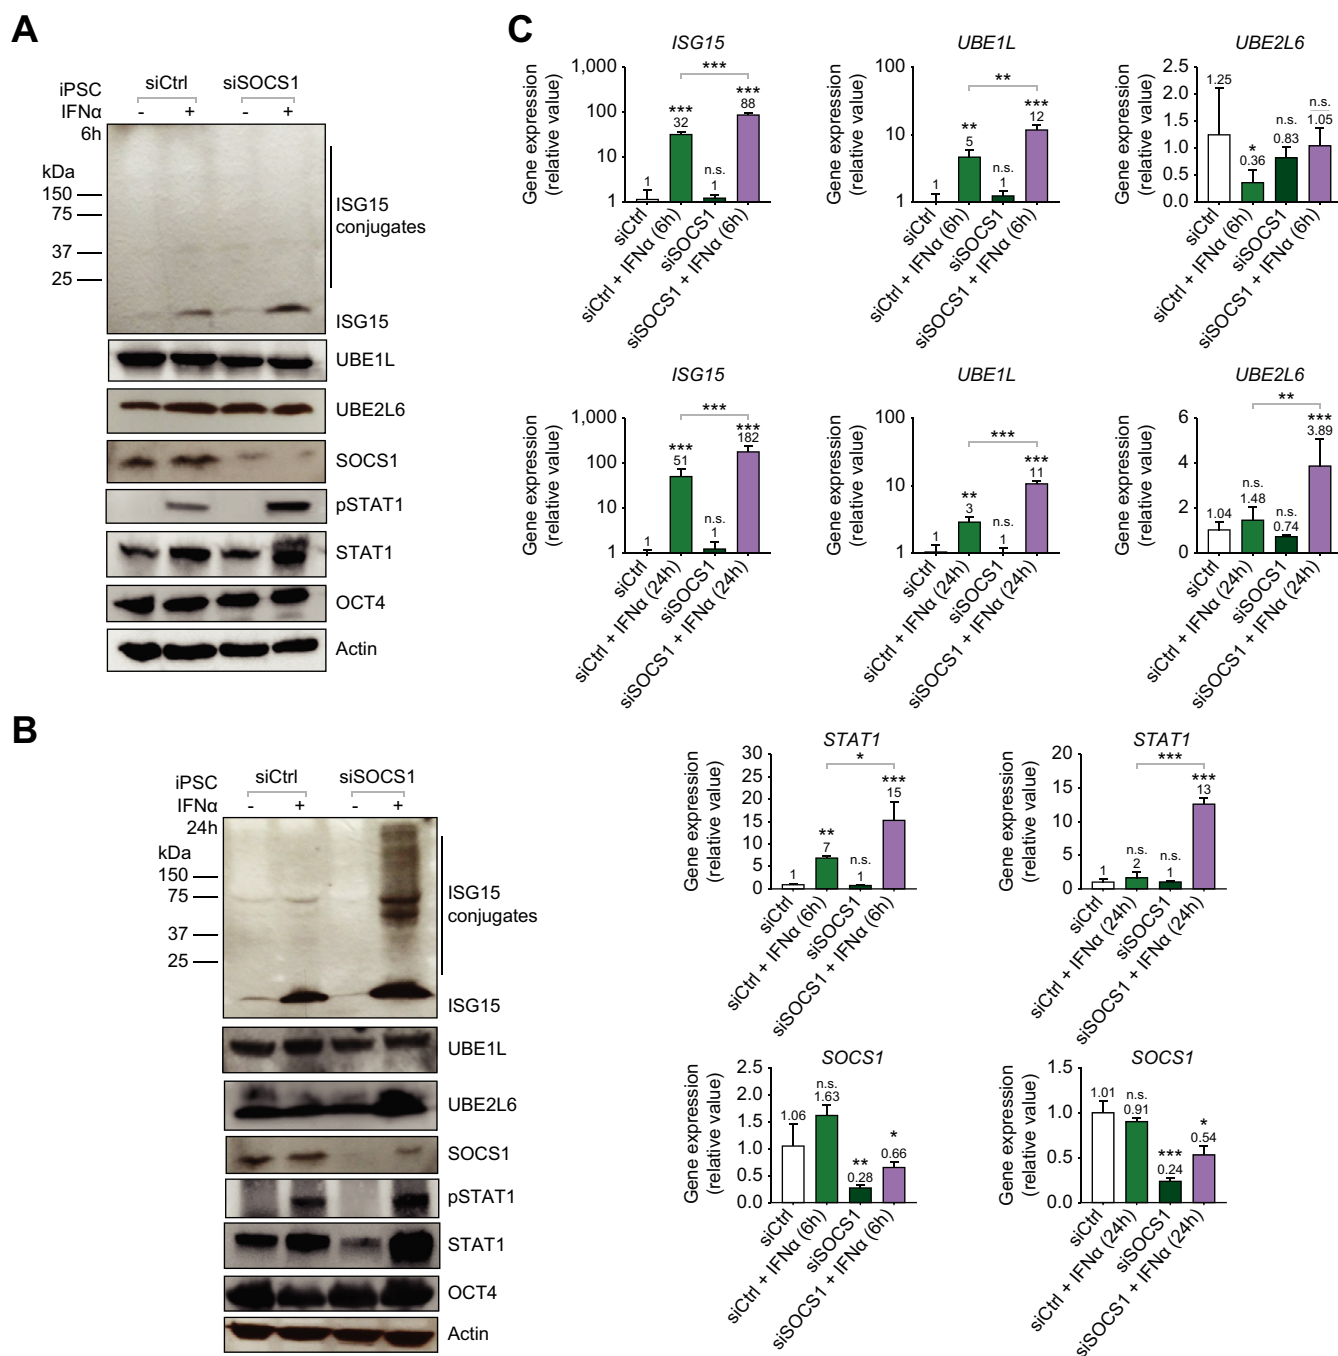 A
iPSC siCtrl siSOCS1
IFNα - + - +
6h
kDa
150
75
37
25
ISG15
conjugates
ISG15
UBE1L
UBE2L6
SOCS1
pSTAT1
STAT1
OCT4
Actin
B
iPSC siCtrl siSOCS1
IFNα - + - +
24h
kDa
150
75
37
25
ISG15
conjugates
ISG15
UBE1L
UBE2L6
SOCS1
pSTAT1
STAT1
OCT4
Actin
C
ISG15
Gene expression
(relative value)
1,000
100
10
1
***
1
***
32
n.s.
1
***
88
siCtrl
siCtrl + IFNα (6h)
siSOCS1
siSOCS1 + IFNα (6h)
UBE1L
Gene expression
(relative value)
100
10
1
**
1
**
5
n.s.
1
***
12
siCtrl
siCtrl + IFNα (6h)
siSOCS1
siSOCS1 + IFNα (6h)
UBE2L6
Gene expression
(relative value)
2.5
2.0
1.5
1.0
0.5
0.0
1.25
*
0.36
n.s.
0.83
n.s.
1.05
siCtrl
siCtrl + IFNα (6h)
siSOCS1
siSOCS1 + IFNα (6h)
ISG15
Gene expression
(relative value)
1,000
100
10
1
***
1
***
51
n.s.
1
***
182
siCtrl
siCtrl + IFNα (24h)
siSOCS1
siSOCS1 + IFNα (24h)
UBE1L
Gene expression
(relative value)
100
10
1
***
1
**
3
n.s.
1
***
11
siCtrl
siCtrl + IFNα (24h)
siSOCS1
siSOCS1 + IFNα (24h)
UBE2L6
Gene expression
(relative value)
6
4
2
0
**
1.04
n.s.
1.48
n.s.
0.74
***
3.89
siCtrl
siCtrl + IFNα (24h)
siSOCS1
siSOCS1 + IFNα (24h)
STAT1
Gene expression
(relative value)
30
25
20
15
10
5
0
*
1
**
7
n.s.
1
***
15
siCtrl
siCtrl + IFNα (6h)
siSOCS1
siSOCS1 + IFNα (6h)
STAT1
Gene expression
(relative value)
20
15
10
5
0
***
1
n.s.
2
n.s.
1
***
13
siCtrl
siCtrl + IFNα (24h)
siSOCS1
siSOCS1 + IFNα (24h)
SOCS1
Gene expression
(relative value)
2.5
2.0
1.5
1.0
0.5
0.0
1.06
n.s.
1.63
**
0.28
*
0.66
siCtrl
siCtrl + IFNα (6h)
siSOCS1
siSOCS1 + IFNα (6h)
SOCS1
Gene expression
(relative value)
1.5
1.0
0.5
0.0
1.01
n.s.
0.91
***
0.24
*
0.54
siCtrl
siCtrl + IFNα (24h)
siSOCS1
siSOCS1 + IFNα (24h)